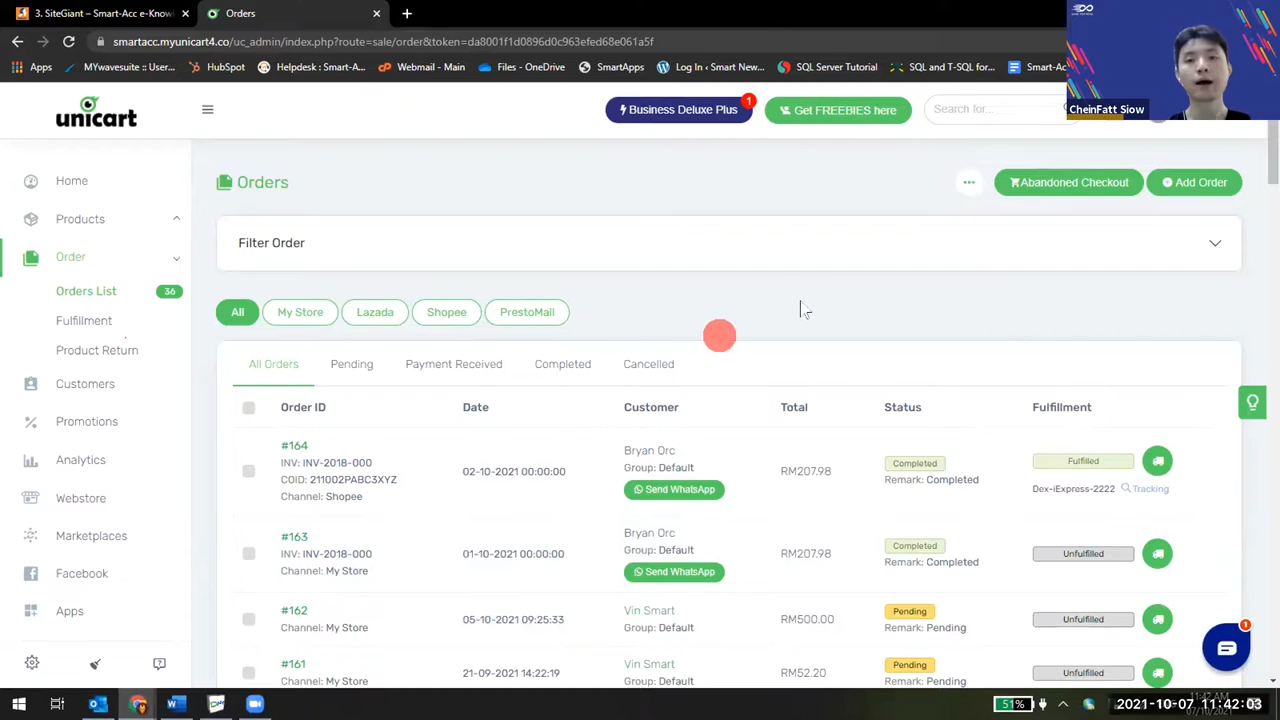 3. SiteGiant – Smart-Acc e-Know
Orders
smartacc.myunicart4.co/uc_admin/index.php?route=sale/order&token=da8001f1d0896d0c963efed68e061a5f
Apps
MYwavesuite :: User...
HubSpot
Helpdesk : Smart-A...
Webmail - Main
Files - OneDrive
SmartApps
Log In ‹ Smart New...
SQL Server Tutorial
SQL and T-SQL for...
Smart-Ac
CheinFatt Siow
unicart
Business Deluxe Plus
1
Get FREEBIES here
Search for...
Home
Products
Order
Orders List
36
Fulfillment
Product Return
Customers
Promotions
Analytics
Webstore
Marketplaces
Facebook
Apps
Orders
...
Abandoned Checkout
Add Order
Filter Order
All
My Store
Lazada
Shopee
PrestoMall
All Orders
Pending
Payment Received
Completed
Cancelled
Order ID
Date
Customer
Total
Status
Fulfillment
#164
INV: INV-2018-000
COID: 211002PABC3XYZ
Channel: Shopee
02-10-2021 00:00:00
Bryan Orc
Group: Default
Send WhatsApp
RM207.98
Completed
Remark: Completed
Fulfilled
Dex-iExpress-2222
Tracking
#163
INV: INV-2018-000
Channel: My Store
01-10-2021 00:00:00
Bryan Orc
Group: Default
Send WhatsApp
RM207.98
Completed
Remark: Completed
Unfulfilled
#162
Channel: My Store
05-10-2021 09:25:33
Vin Smart
Group: Default
RM500.00
Pending
Remark: Pending
Unfulfilled
#161
Channel: My Store
21-09-2021 14:22:19
Vin Smart
Group: Default
RM52.20
Pending
Remark: Pending
Unfulfilled
1
51%
2021-10-07 11:42:03